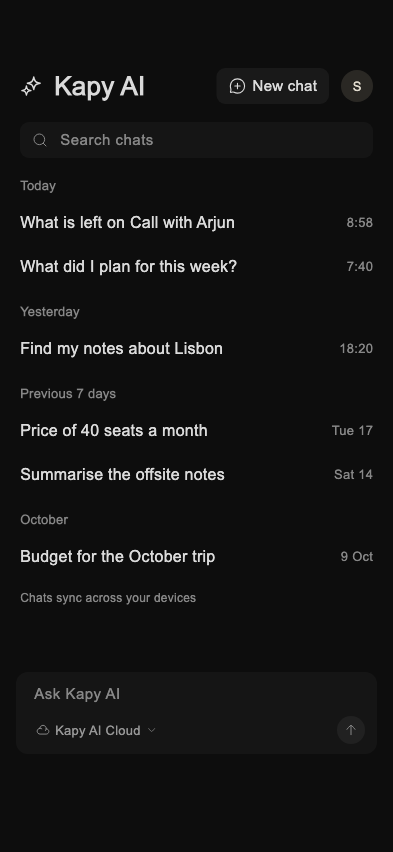 Kapy AI
New chat
S
Search chats
Today
What is left on Call with Arjun 8:58
What did I plan for this week? 7:40
Yesterday
Find my notes about Lisbon 18:20
Previous 7 days
Price of 40 seats a month Tue 17
Summarise the offsite notes Sat 14
October
Budget for the October trip 9 Oct
Chats sync across your devices
Ask Kapy AI
Kapy AI Cloud